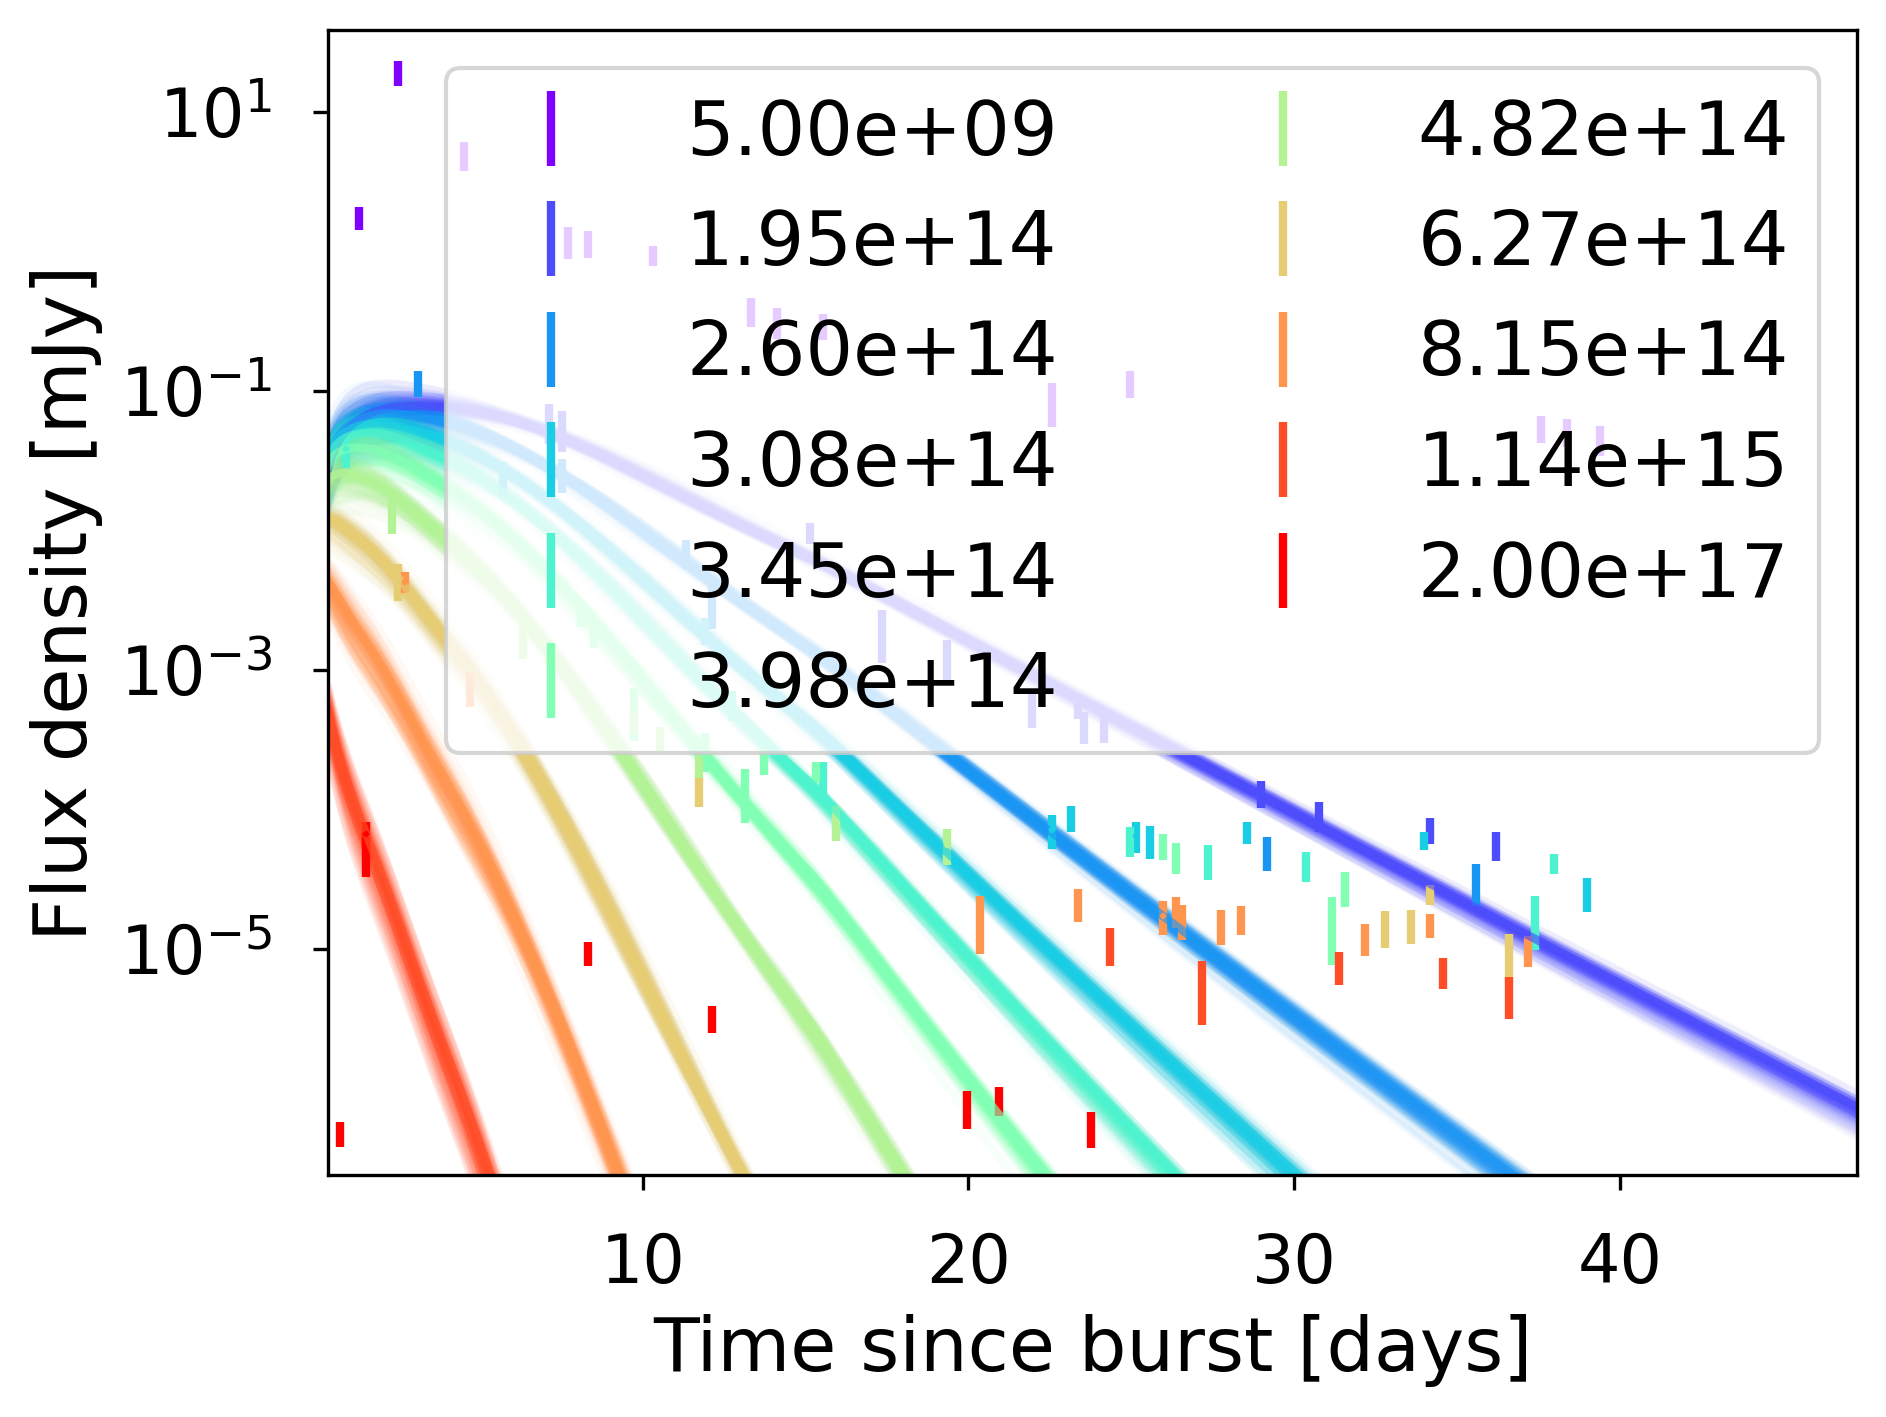 Flux density [mJy]
10^1
10^−1
10^−3
10^−5
5.00e+09
1.95e+14
2.60e+14
3.08e+14
3.45e+14
3.98e+14
4.82e+14
6.27e+14
8.15e+14
1.14e+15
2.00e+17
10 20 30 40
Time since burst [days]